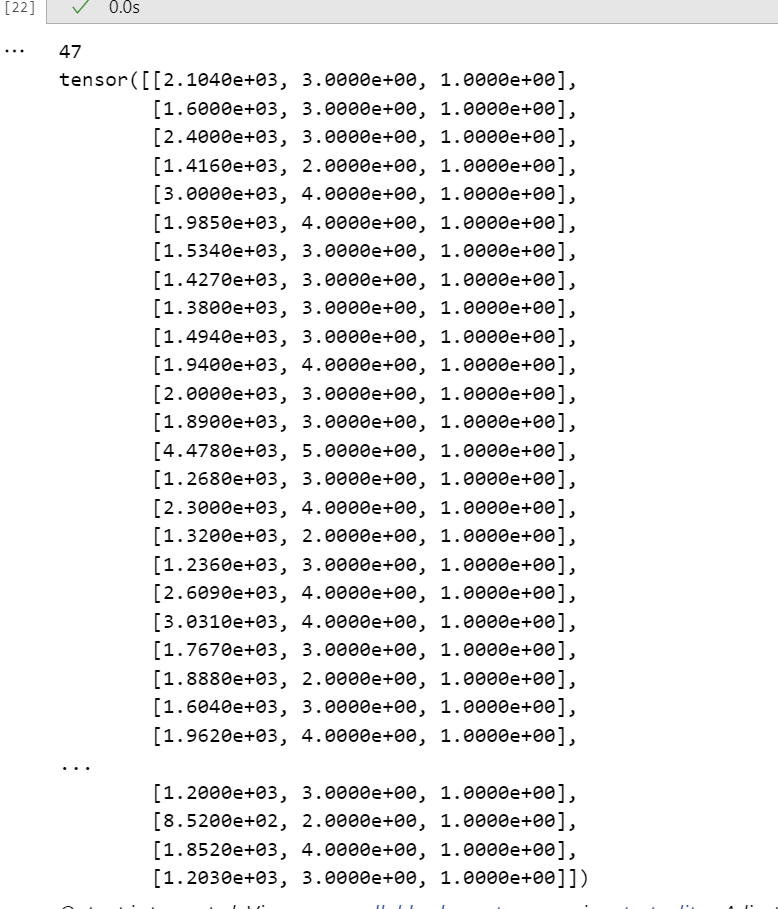 [22] ✓ 0.0s
... 47
tensor([[2.1040e+03, 3.0000e+00, 1.0000e+00],
[1.6000e+03, 3.0000e+00, 1.0000e+00],
[2.4000e+03, 3.0000e+00, 1.0000e+00],
[1.4160e+03, 2.0000e+00, 1.0000e+00],
[3.0000e+03, 4.0000e+00, 1.0000e+00],
[1.9850e+03, 4.0000e+00, 1.0000e+00],
[1.5340e+03, 3.0000e+00, 1.0000e+00],
[1.4270e+03, 3.0000e+00, 1.0000e+00],
[1.3800e+03, 3.0000e+00, 1.0000e+00],
[1.4940e+03, 3.0000e+00, 1.0000e+00],
[1.9400e+03, 4.0000e+00, 1.0000e+00],
[2.0000e+03, 3.0000e+00, 1.0000e+00],
[1.8900e+03, 3.0000e+00, 1.0000e+00],
[4.4780e+03, 5.0000e+00, 1.0000e+00],
[1.2680e+03, 3.0000e+00, 1.0000e+00],
[2.3000e+03, 4.0000e+00, 1.0000e+00],
[1.3200e+03, 2.0000e+00, 1.0000e+00],
[1.2360e+03, 3.0000e+00, 1.0000e+00],
[2.6090e+03, 4.0000e+00, 1.0000e+00],
[3.0310e+03, 4.0000e+00, 1.0000e+00],
[1.7670e+03, 3.0000e+00, 1.0000e+00],
[1.8880e+03, 2.0000e+00, 1.0000e+00],
[1.6040e+03, 3.0000e+00, 1.0000e+00],
[1.9620e+03, 4.0000e+00, 1.0000e+00],
...
[1.2000e+03, 3.0000e+00, 1.0000e+00],
[8.5200e+02, 2.0000e+00, 1.0000e+00],
[1.8520e+03, 4.0000e+00, 1.0000e+00],
[1.2030e+03, 3.0000e+00, 1.0000e+00]])